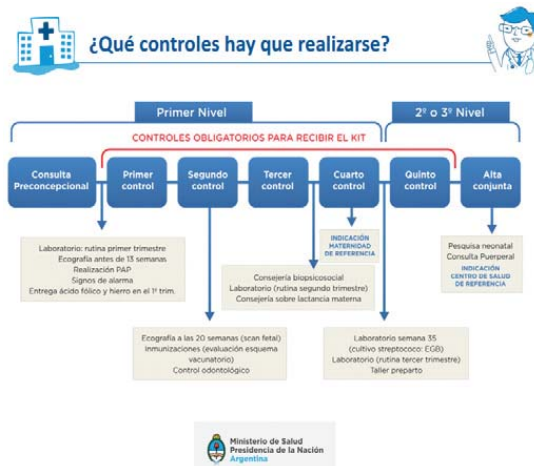 ¿Qué controles hay que realizarse?
Primer Nivel
2º o 3º Nivel
CONTROLES OBLIGATORIOS PARA RECIBIR EL KIT
Consulta
Preconcepcional
Primer
control
Segundo
control
Tercer
control
Cuarto
control
Quinto
control
Alta
conjunta
Laboratorio: rutina primer trimestre
Ecografía antes de 13 semanas
Realización PAP
Signos de alarma
Entrega ácido fólico y hierro en el 1º trim.
INDICACIÓN
MATERNIDAD
DE REFERENCIA
Pesquisa neonatal
Consulta Puerperal
INDICACIÓN
CENTRO DE SALUD
DE REFERENCIA
Consejería biopsicosocial
Laboratorio (rutina segundo trimestre)
Consejería sobre lactancia materna
Ecografía a las 20 semanas (scan fetal)
Inmunizaciones (evaluación esquema
vacunatorio)
Control odontológico
Laboratorio semana 35
(cultivo streptococo: EGB)
Laboratorio (rutina tercer trimestre)
Taller preparto
Ministerio de Salud
Presidencia de la Nación
Argentina